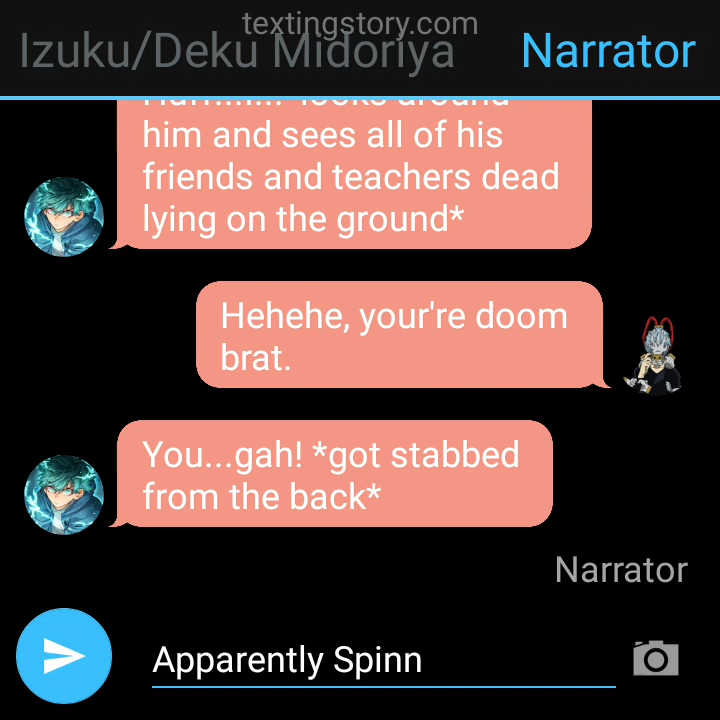 textingstory.com
Izuku/Deku Midoriya
Narrator
him and sees all of his
friends and teachers dead
lying on the ground*
Hehehe, your're doom
brat.
You...gah! *got stabbed
from the back*
Narrator
Apparently Spinn